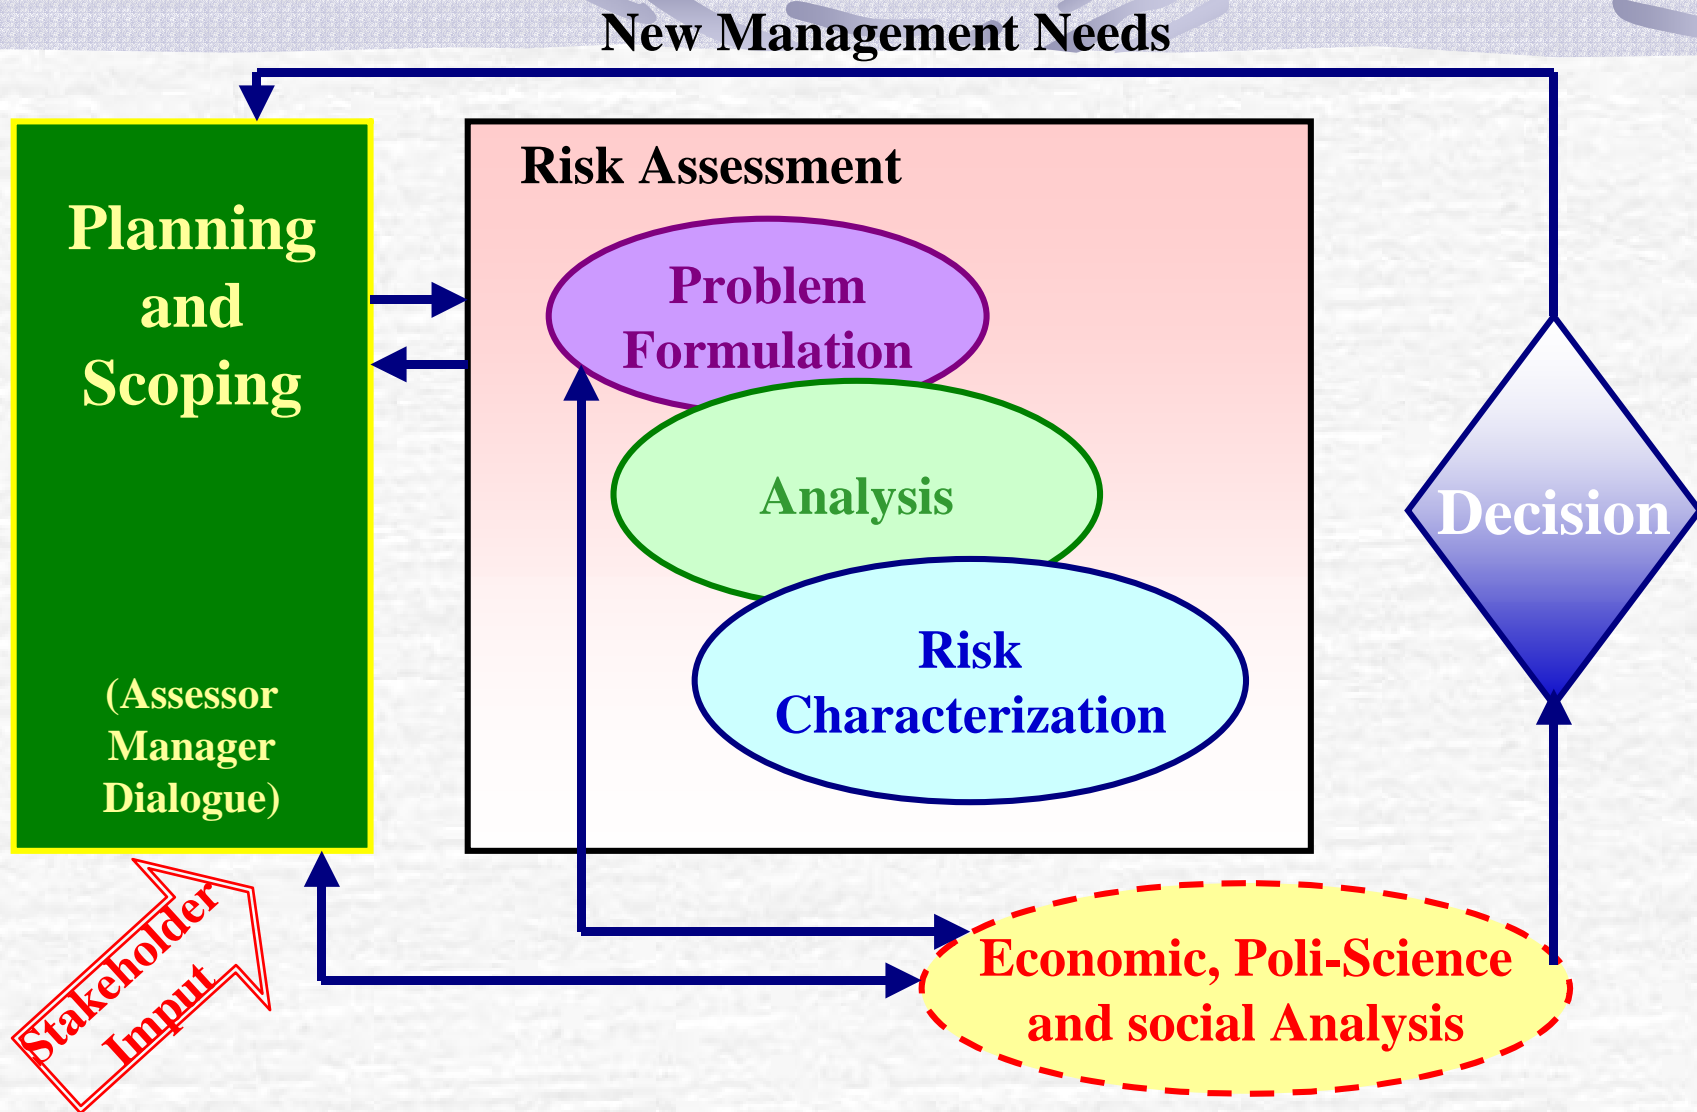 New Management Needs
Planning
and
Scoping
(Assessor
Manager
Dialogue)
Risk Assessment
Problem
Formulation
Analysis
Risk
Characterization
Decision
Stakeholder
Imput
Economic, Poli-Science
and social Analysis